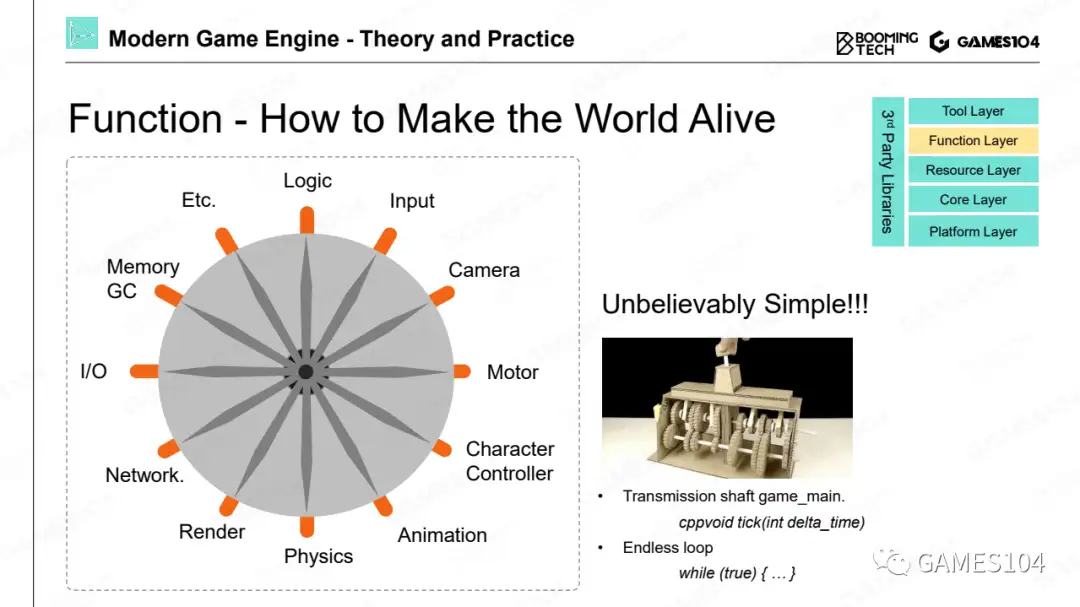 Modern Game Engine - Theory and Practice
BOOMING
TECH
GAMES104
Function - How to Make the World Alive
3rd Party Libraries
Tool Layer
Function Layer
Resource Layer
Core Layer
Platform Layer
Logic
Input
Camera
Motor
Character
Controller
Animation
Physics
Render
Network.
I/O
Memory
GC
Etc.
Unbelievably Simple!!!
• Transmission shaft game_main.
cppvoid tick(int delta_time)
• Endless loop
while (true) { … }
GAMES104